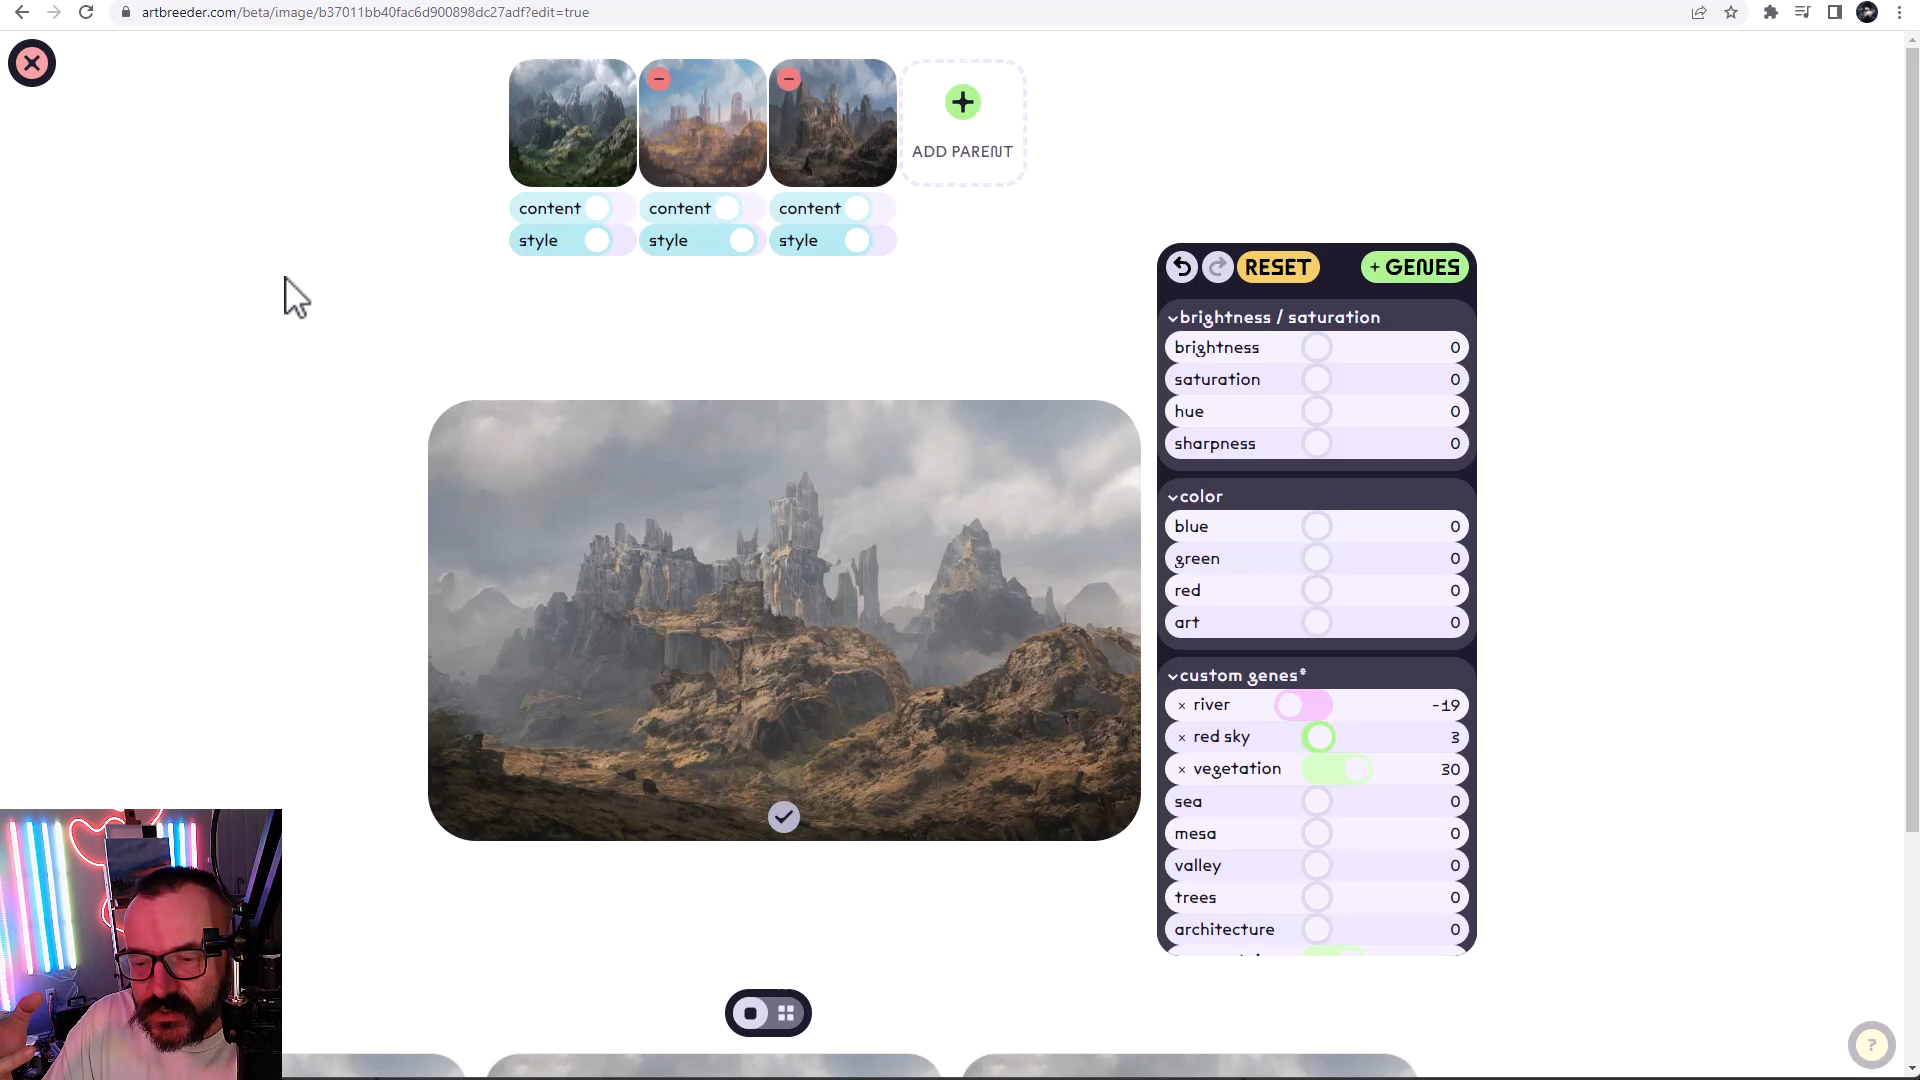 artbreeder.com/beta/image/b37011bb40fac6d900898dc27adf?edit=true
ADD PARENT
content content content
style style style
RESET + GENES
brightness / saturation
brightness 0
saturation 0
hue 0
sharpness 0
color
blue 0
green 0
red 0
art 0
custom genes*
× river -19
× red sky 3
× vegetation 30
sea 0
mesa 0
valley 0
trees 0
architecture 0
?